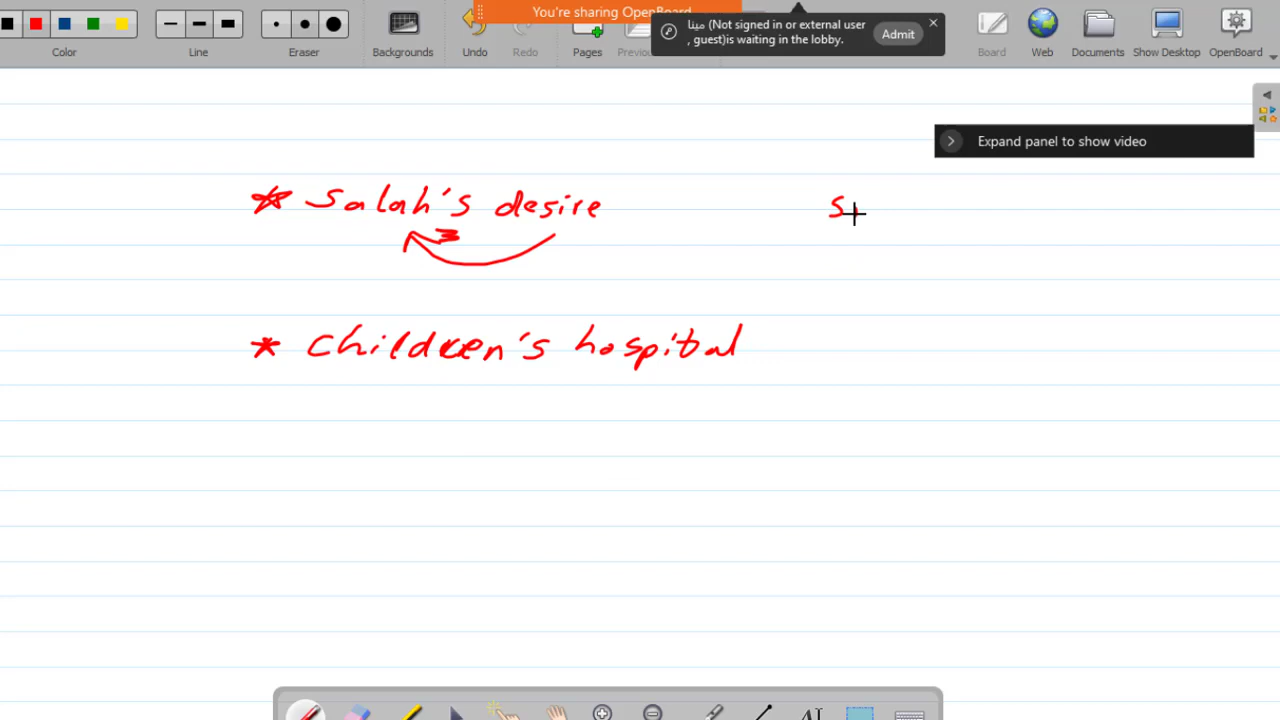 You're sharing OpenBoard
Color
Line
Eraser
Backgrounds
Undo
Redo
Pages
مينا (Not signed in or external user
, guest)is waiting in the lobby.
Admit
Board
Web
Documents
Show Desktop
OpenBoard
Expand panel to show video
* Salah's desire
S
* children's hospital